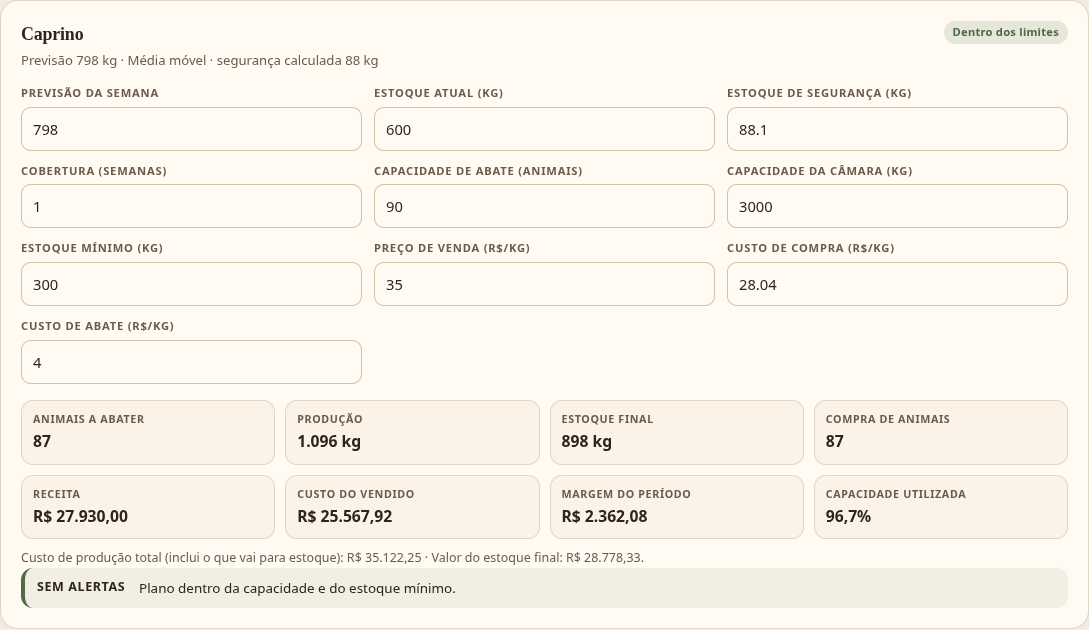 Caprino
Dentro dos limites
Previsão 798 kg · Média móvel · segurança calculada 88 kg
PREVISÃO DA SEMANA
ESTOQUE ATUAL (KG)
ESTOQUE DE SEGURANÇA (KG)
798
600
88.1
COBERTURA (SEMANAS)
CAPACIDADE DE ABATE (ANIMAIS)
CAPACIDADE DA CÂMARA (KG)
1
90
3000
ESTOQUE MÍNIMO (KG)
PREÇO DE VENDA (R$/KG)
CUSTO DE COMPRA (R$/KG)
300
35
28.04
CUSTO DE ABATE (R$/KG)
4
ANIMAIS A ABATER
PRODUÇÃO
ESTOQUE FINAL
COMPRA DE ANIMAIS
87
1.096 kg
898 kg
87
RECEITA
CUSTO DO VENDIDO
MARGEM DO PERÍODO
CAPACIDADE UTILIZADA
R$ 27.930,00
R$ 25.567,92
R$ 2.362,08
96,7%
Custo de produção total (inclui o que vai para estoque): R$ 35.122,25 · Valor do estoque final: R$ 28.778,33.
SEM ALERTAS Plano dentro da capacidade e do estoque mínimo.